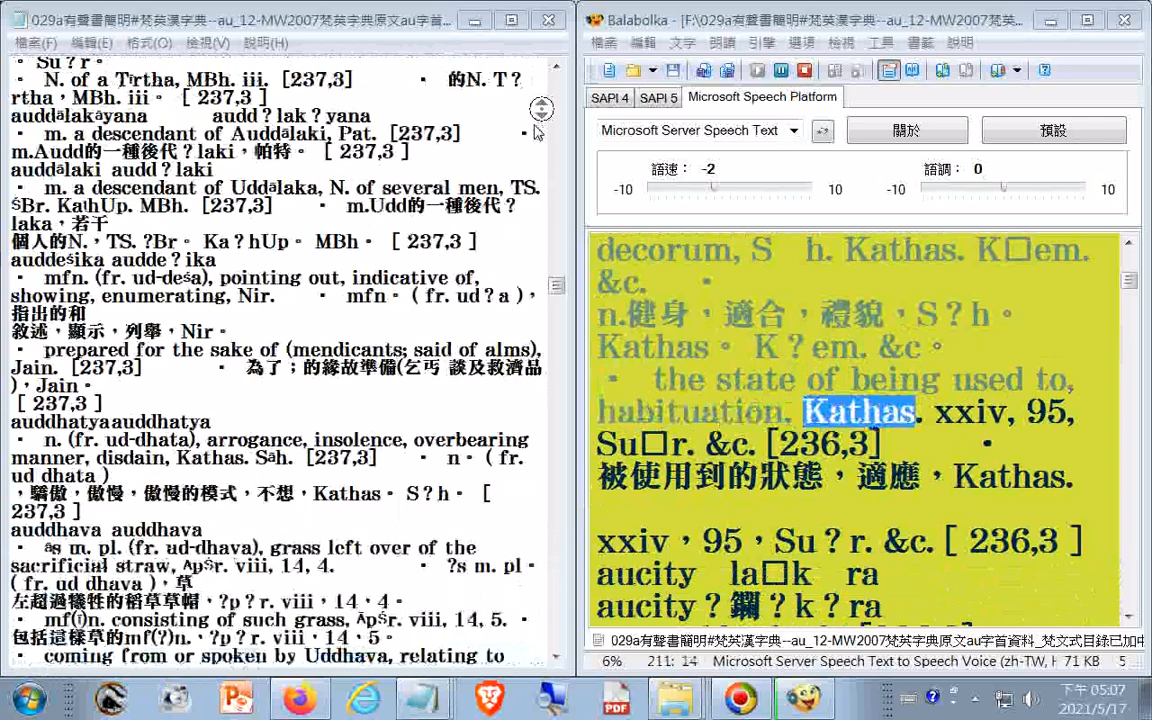 029a有聲書簡明#梵英漢字典--au_12-MW2007梵英字典原文au字首...
檔案(F) 編輯(E) 格式(O) 檢視(V) 說明(H)
。 Su ? r。
N. of a Tīrtha, MBh. iii. [237,3] ‧ 的N. T ?
rtha，MBh. iii。 [ 237,3 ]
auddālakāyana audd ? lak ? yana
‧ m. a descendant of Auddālaki, Pat. [237,3] ‧
m.Audd的一種後代 ? laki，帕特。 [ 237,3 ]
auddālaki audd ? laki
‧ m. a descendant of Uddālaka, N. of several men, TS.
ŚBr. KaṭhUp. MBh. [237,3] ‧ m.Udd的一種後代 ?
laka，若干
個人的N.，TS. ?Br。 Ka ? hUp。 MBh。 [ 237,3 ]
auddeśika audde ? ika
‧ mfn. (fr. ud-deśa), pointing out, indicative of,
showing, enumerating, Nir. ‧ mfn。( fr. ud ? a )，
指出的和
敘述，顯示，列舉，Nir。
‧ prepared for the sake of (mendicants; said of alms),
Jain. [237,3] ‧ 為了；的緣故準備(乞丐 談及救濟品
)，Jain。
[ 237,3 ]
auddhatya auddhatya
‧ n. (fr. ud-dhata), arrogance, insolence, overbearing
manner, disdain, Kathas. Sāh. [237,3] ‧ n。( fr.
ud dhata )
，驕傲，傲慢，傲慢的模式，不想，Kathas。 S ? h。 [
237,3 ]
auddhava auddhava
‧ ās m. pl. (fr. ud-dhava), grass left over of the
sacrificial straw, ĀpŚr. viii, 14, 4. ‧ ?s m. pl。
( fr. ud dhava )，草
左超過犧牲的稻草草帽，?p ? r. viii，14，4。
‧ mf(ī)n. consisting of such grass, ĀpŚr. viii, 14, 5. ‧
包括這樣草的mf(?)n.，?p ? r. viii，14，5。
‧ coming from or spoken by Uddhava, relating to
Balabolka - [F:\029a有聲書簡明#梵英漢字典--au_12-MW2007梵英...
檔案 編輯 文字 朗讀 引擎 選項 檢視 工具 書籤 說明
SAPI 4 SAPI 5 Microsoft Speech Platform
Microsoft Server Speech Text 關於 預設
語速： -2 語調： 0
-10 10 -10 10
decorum, S h. Kathas. K□em.
&c. ‧
n.健身，適合，禮貌，S ? h。
Kathas。 K ? em. &c。
‧ the state of being used to,
habituation, Kathas. xxiv, 95,
Su□r. &c. [236,3] ‧
被使用到的狀態，適應，Kathas.
xxiv，95，Su ? r. &c. [ 236,3 ]
aucity la□k ra
aucity ? 鑭 ? k ? ra
029a有聲書簡明#梵英漢字典--au_12-MW2007梵英字典原文au字首資料_梵文式目錄已加中
6% 211: 14 Microsoft Server Speech Text to Speech Voice (zh-TW, H 71 KB 5
下午 05:07
2021/5/17